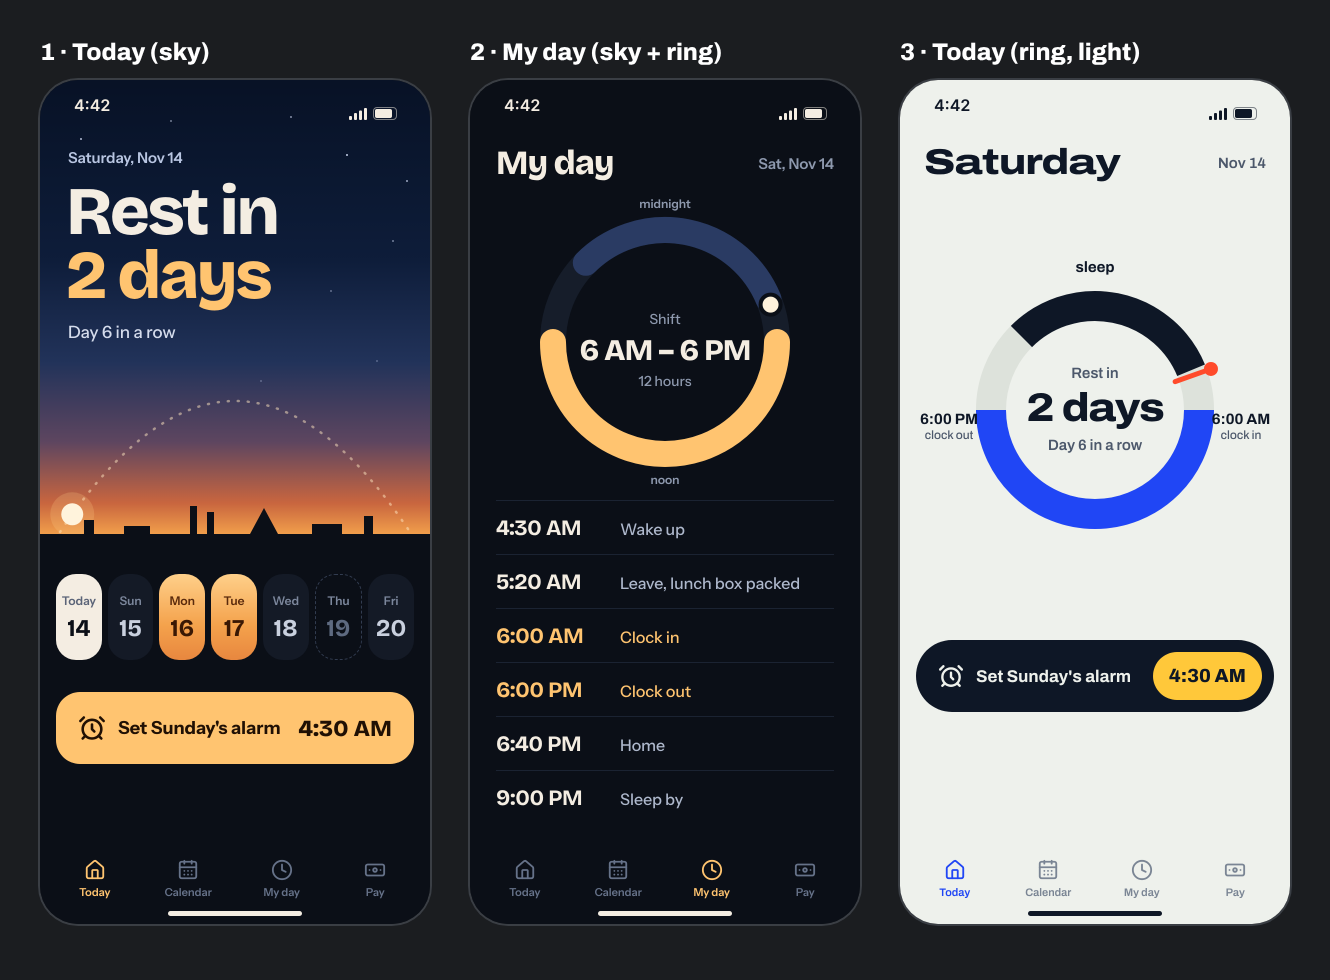 1 · Today (sky)
4:42
Saturday, Nov 14
Rest in
2 days
Day 6 in a row
Today
14
Sun
15
Mon
16
Tue
17
Wed
18
Thu
19
Fri
20
Set Sunday's alarm 4:30 AM
Today Calendar My day Pay
2 · My day (sky + ring)
4:42
My day Sat, Nov 14
midnight
Shift
6 AM – 6 PM
12 hours
noon
4:30 AM Wake up
5:20 AM Leave, lunch box packed
6:00 AM Clock in
6:00 PM Clock out
6:40 PM Home
9:00 PM Sleep by
Today Calendar My day Pay
3 · Today (ring, light)
4:42
Saturday Nov 14
sleep
Rest in
2 days
Day 6 in a row
6:00 PM
clock out
6:00 AM
clock in
Set Sunday's alarm 4:30 AM
Today Calendar My day Pay